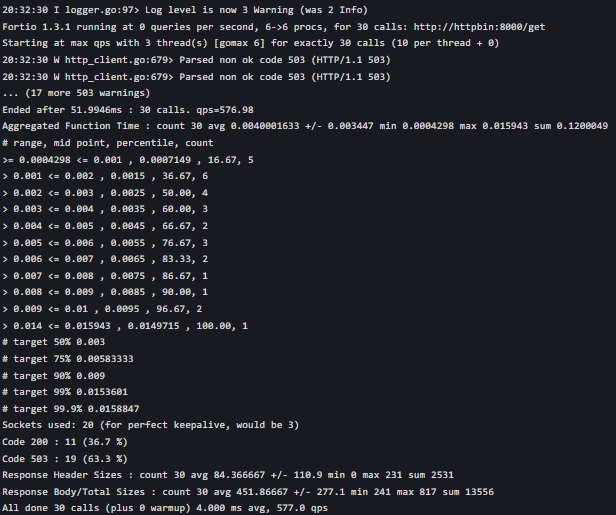 20:32:30 I logger.go:97> Log level is now 3 Warning (was 2 Info)
Fortio 1.3.1 running at 0 queries per second, 6->6 procs, for 30 calls: http://httpbin:8000/get
Starting at max qps with 3 thread(s) [gomax 6] for exactly 30 calls (10 per thread + 0)
20:32:30 W http_client.go:679> Parsed non ok code 503 (HTTP/1.1 503)
20:32:30 W http_client.go:679> Parsed non ok code 503 (HTTP/1.1 503)
... (17 more 503 warnings)
Ended after 51.9946ms : 30 calls. qps=576.98
Aggregated Function Time : count 30 avg 0.0040001633 +/- 0.003447 min 0.0004298 max 0.015943 sum 0.1200049
# range, mid point, percentile, count
>= 0.0004298 <= 0.001 , 0.0007149 , 16.67, 5
> 0.001 <= 0.002 , 0.0015 , 36.67, 6
> 0.002 <= 0.003 , 0.0025 , 50.00, 4
> 0.003 <= 0.004 , 0.0035 , 60.00, 3
> 0.004 <= 0.005 , 0.0045 , 66.67, 2
> 0.005 <= 0.006 , 0.0055 , 76.67, 3
> 0.006 <= 0.007 , 0.0065 , 83.33, 2
> 0.007 <= 0.008 , 0.0075 , 86.67, 1
> 0.008 <= 0.009 , 0.0085 , 90.00, 1
> 0.009 <= 0.01 , 0.0095 , 96.67, 2
> 0.014 <= 0.015943 , 0.0149715 , 100.00, 1
# target 50% 0.003
# target 75% 0.00583333
# target 90% 0.009
# target 99% 0.0153601
# target 99.9% 0.0158847
Sockets used: 20 (for perfect keepalive, would be 3)
Code 200 : 11 (36.7 %)
Code 503 : 19 (63.3 %)
Response Header Sizes : count 30 avg 84.366667 +/- 110.9 min 0 max 231 sum 2531
Response Body/Total Sizes : count 30 avg 451.86667 +/- 277.1 min 241 max 817 sum 13556
All done 30 calls (plus 0 warmup) 4.000 ms avg, 577.0 qps